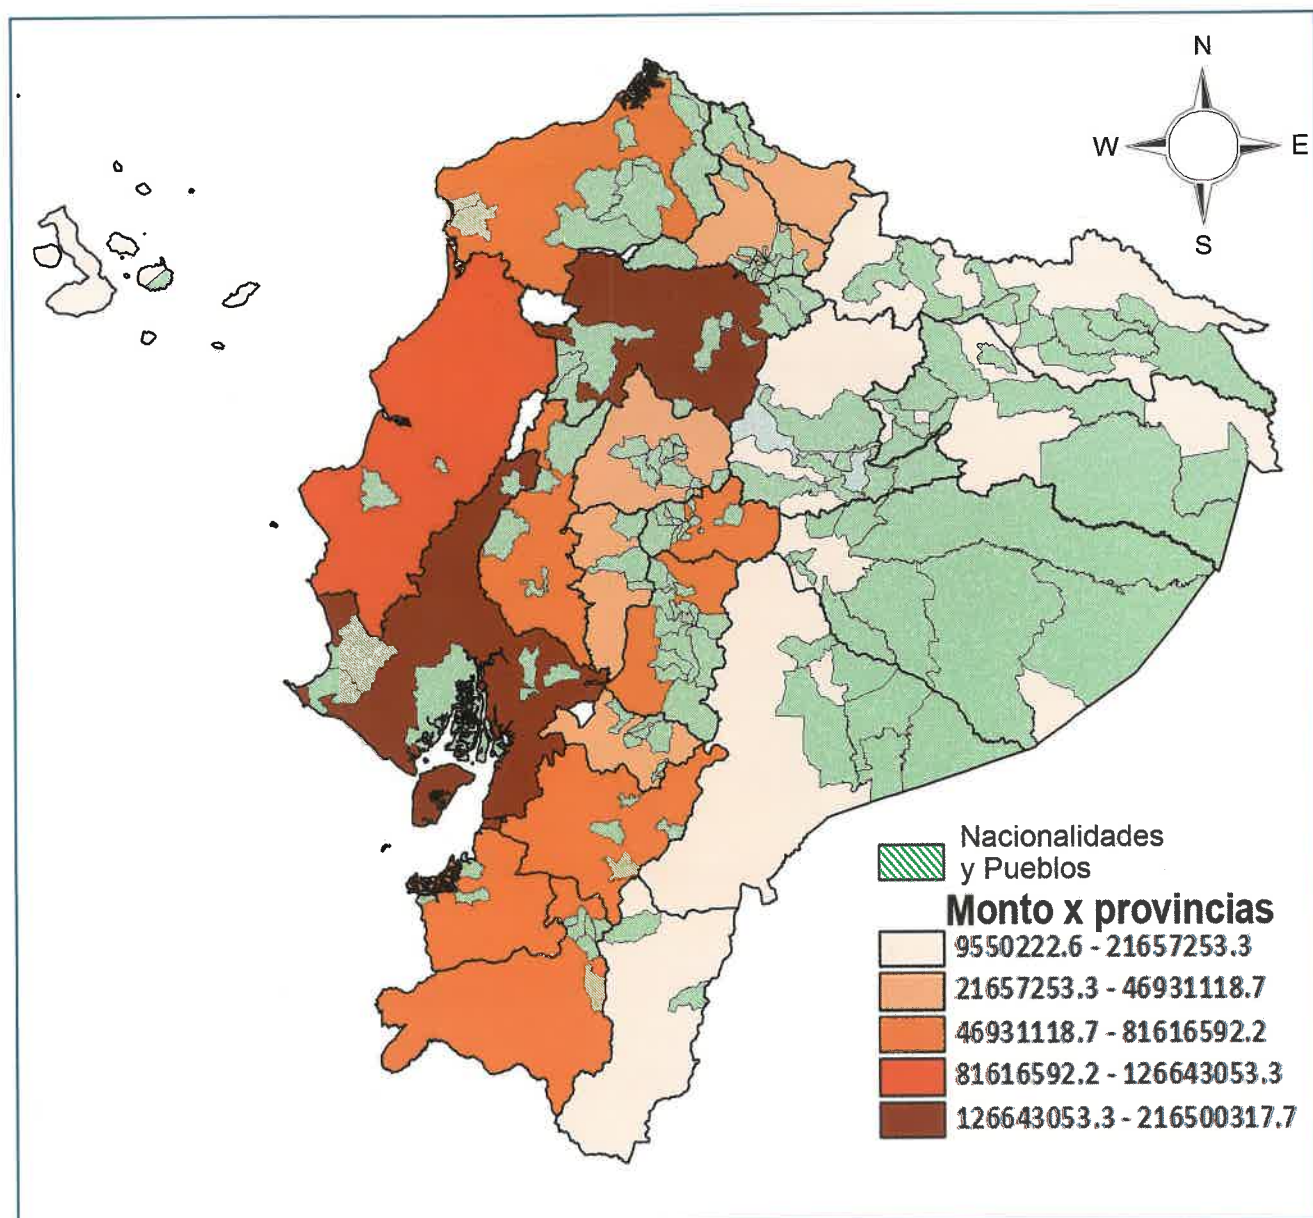 N
W
E
S
Nacionalidades
y Pueblos
Monto x provincias
9550222.6 - 21657253.3
21657253.3 - 46931118.7
46931118.7 - 81616592.2
81616592.2 - 126643053.3
126643053.3 - 216500317.7